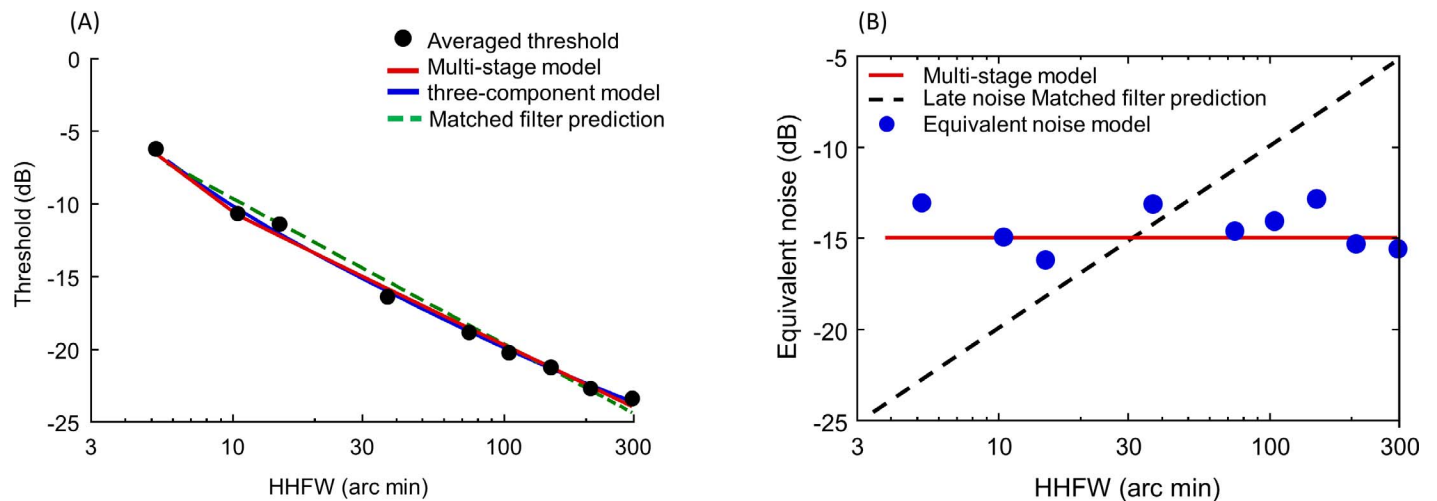 (A)
Averaged threshold
Multi-stage model
three-component model
Matched filter prediction
Threshold (dB)
0
-5
-10
-15
-20
-25
3
10
30
100
300
HHFW (arc min)
(B)
Multi-stage model
Late noise Matched filter prediction
Equivalent noise model
Equivalent noise (dB)
-5
-10
-15
-20
-25
3
10
30
100
300
HHFW (arc min)